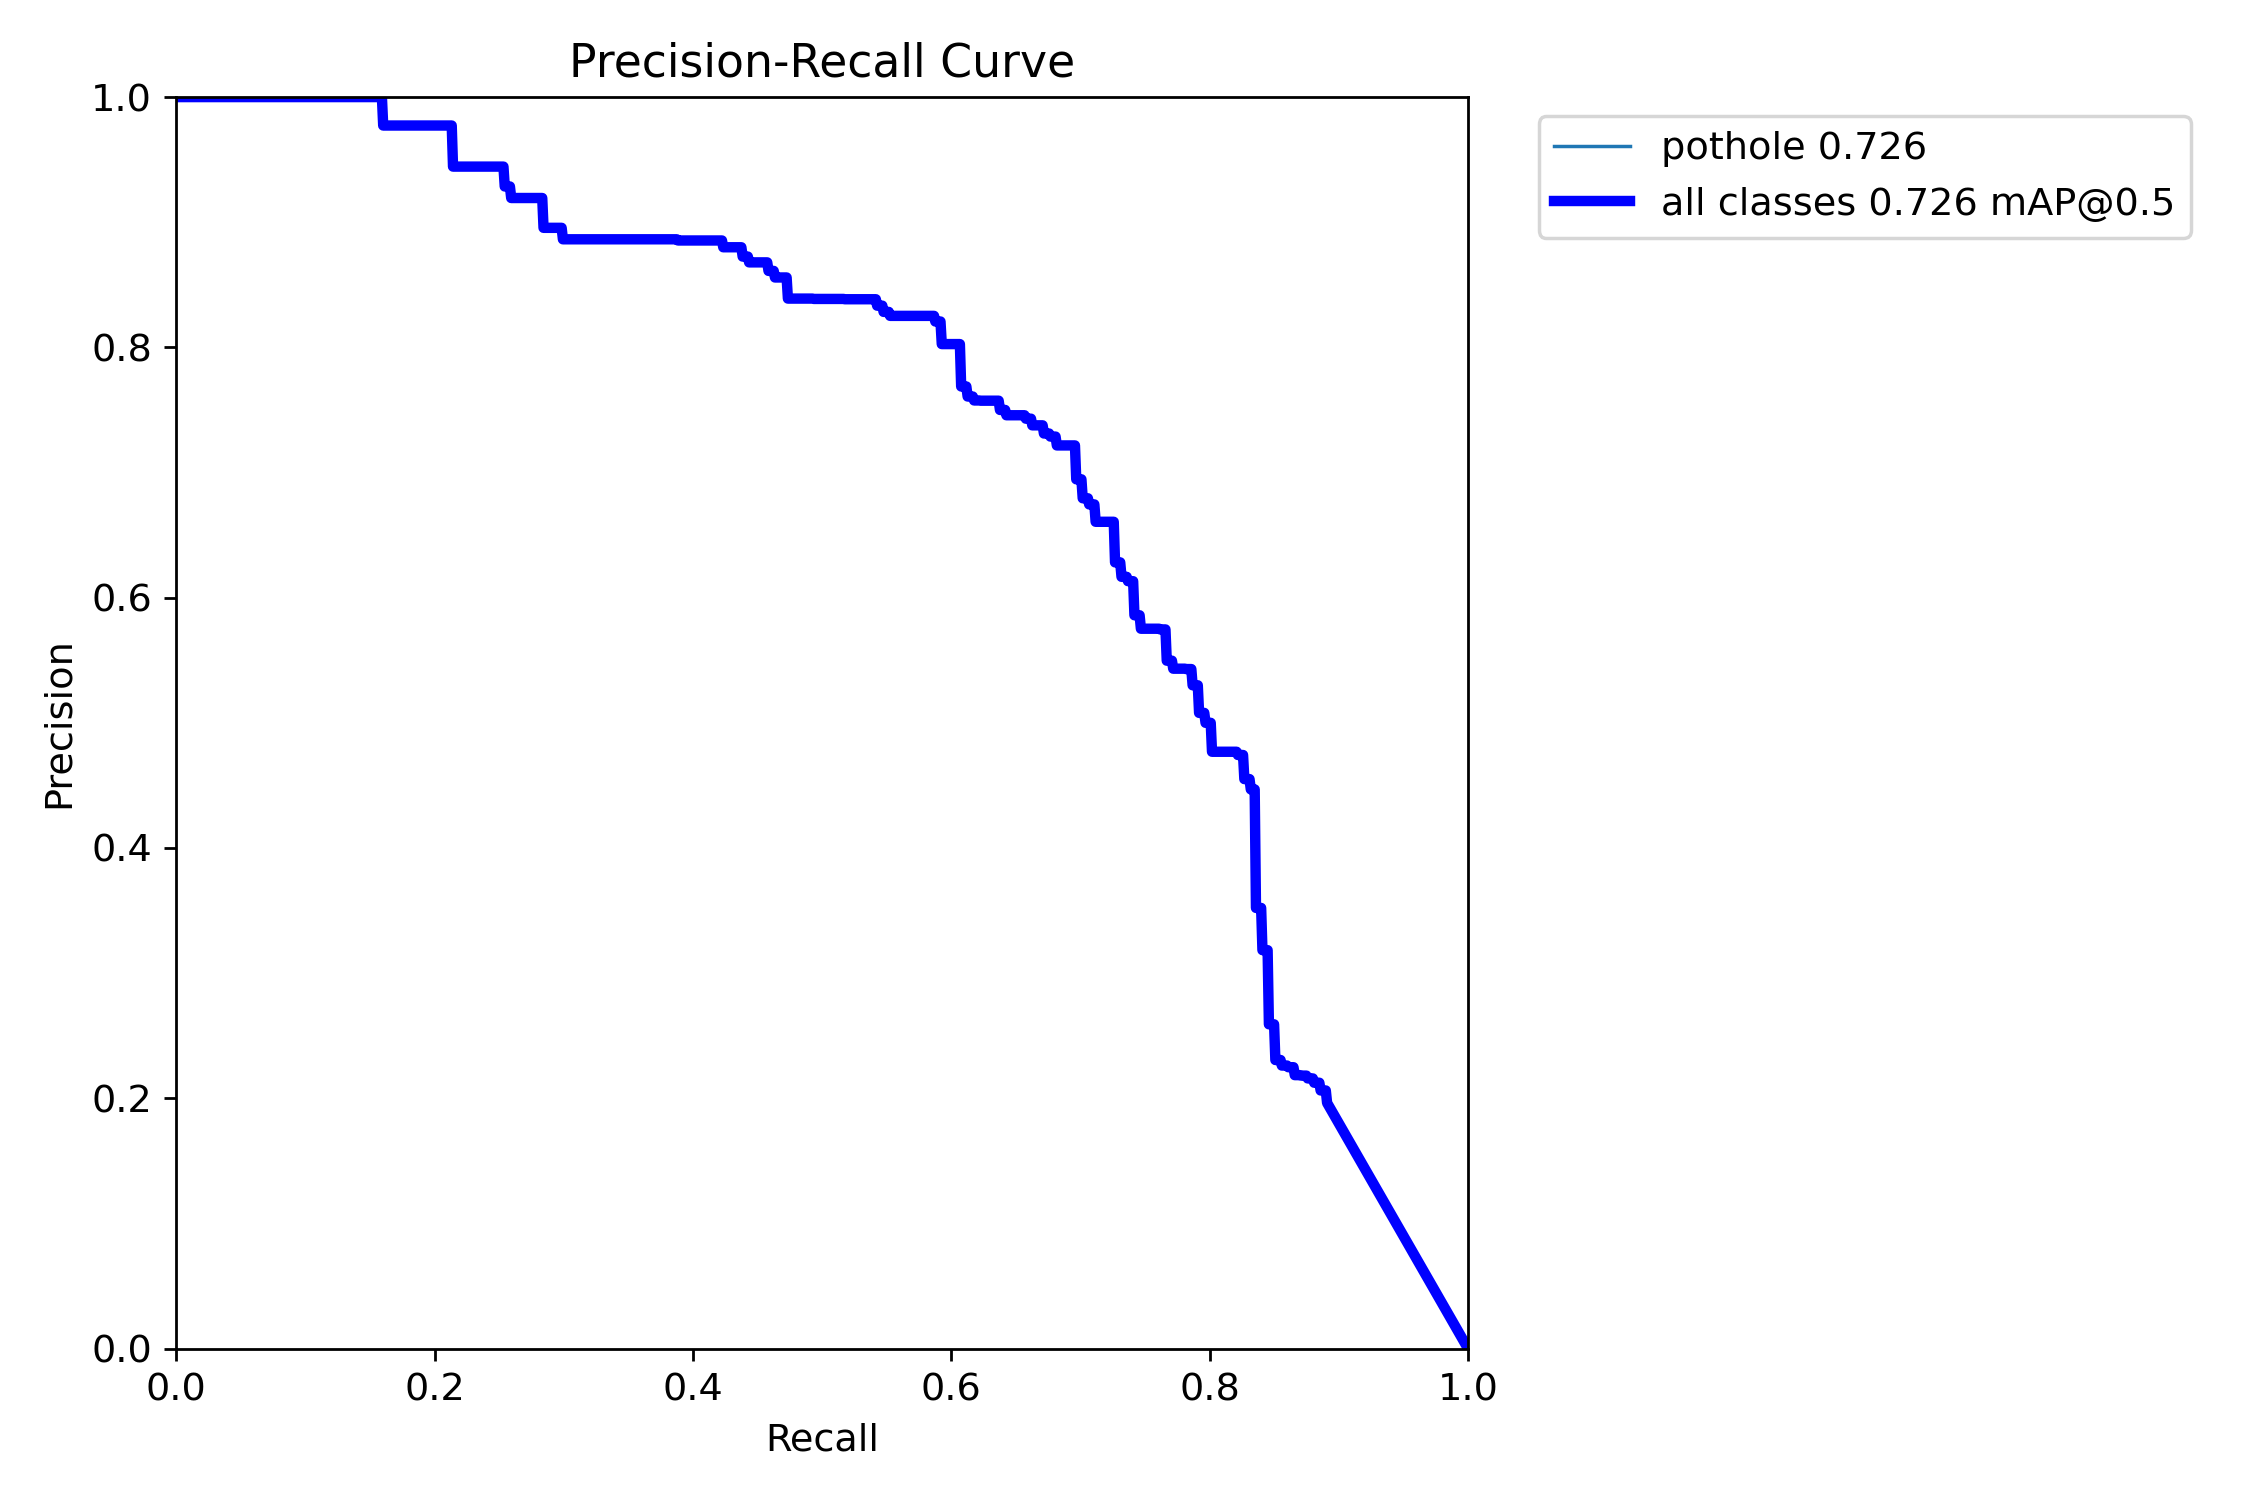 Precision-Recall Curve
1.0
0.8
0.6
0.4
0.2
0.0
Precision
0.0 0.2 0.4 0.6 0.8 1.0
Recall
pothole 0.726
all classes 0.726 mAP@0.5